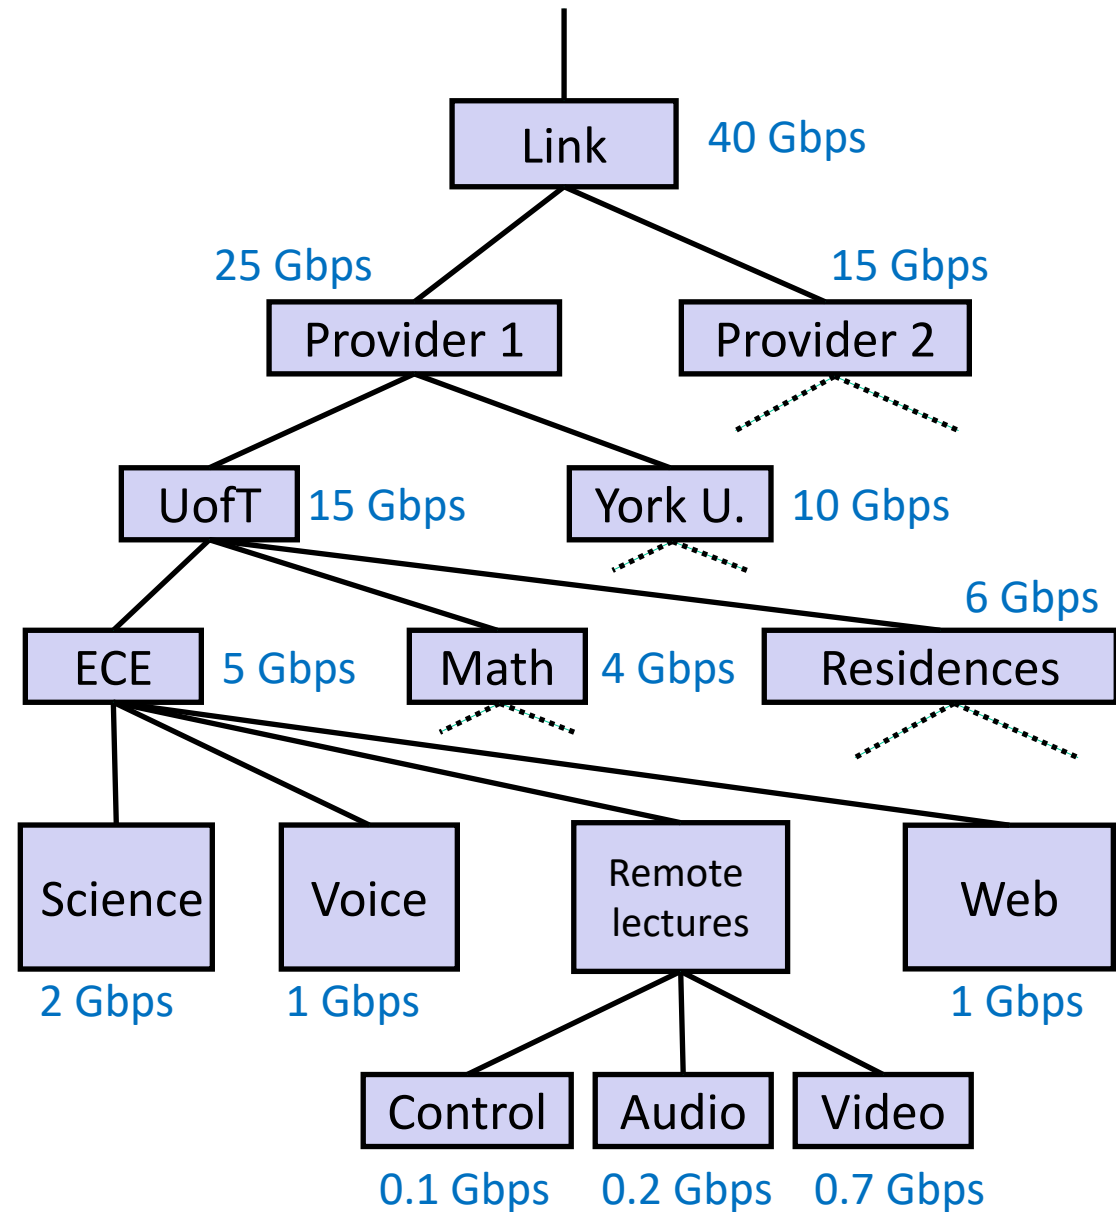 Link
40 Gbps
25 Gbps
15 Gbps
Provider 1
Provider 2
UofT
15 Gbps
York U.
10 Gbps
6 Gbps
ECE
5 Gbps
Math
4 Gbps
Residences
Science
Voice
Remote
lectures
Web
2 Gbps
1 Gbps
1 Gbps
Control
Audio
Video
0.1 Gbps
0.2 Gbps
0.7 Gbps